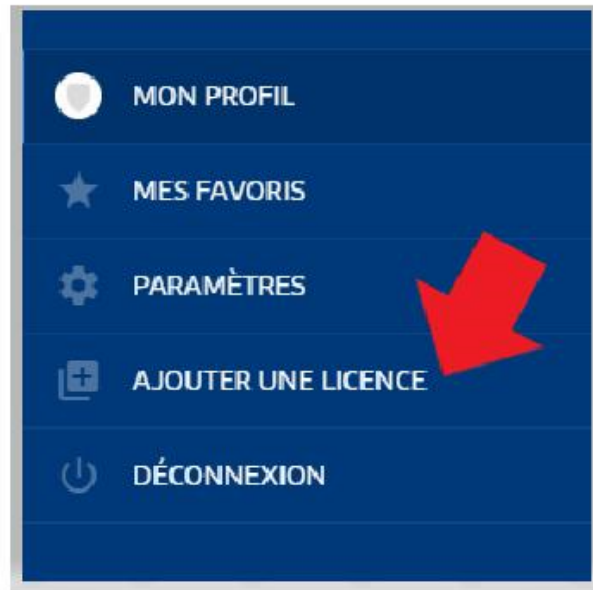 MON PROFIL
MES FAVORIS
PARAMÈTRES
AJOUTER UNE LICENCE
DÉCONNEXION